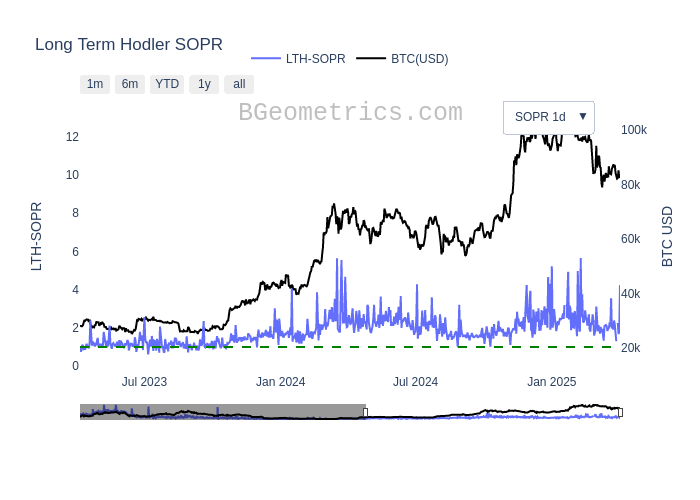 Long Term Hodler SOPR
LTH-SOPR
BTC(USD)
1m
6m
YTD
1y
all
BGeometrics.com
SOPR 1d ▼
12
10
8
6
4
2
0
LTH-SOPR
100k
80k
60k
40k
20k
BTC USD
Jul 2023
Jan 2024
Jul 2024
Jan 2025